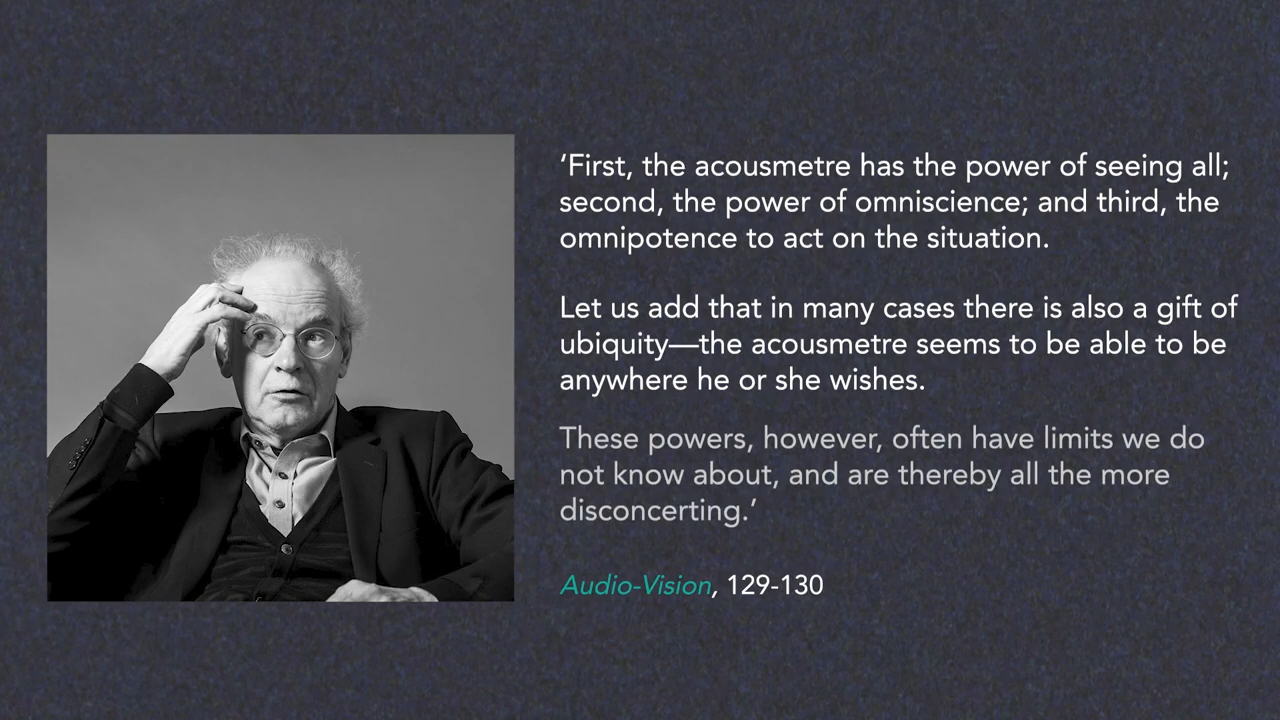 ‘First, the acousmetre has the power of seeing all;
second, the power of omniscience; and third, the
omnipotence to act on the situation.
Let us add that in many cases there is also a gift of
ubiquity—the acousmetre seems to be able to be
anywhere he or she wishes.
These powers, however, often have limits we do
not know about, and are thereby all the more
disconcerting.’
Audio-Vision, 129-130